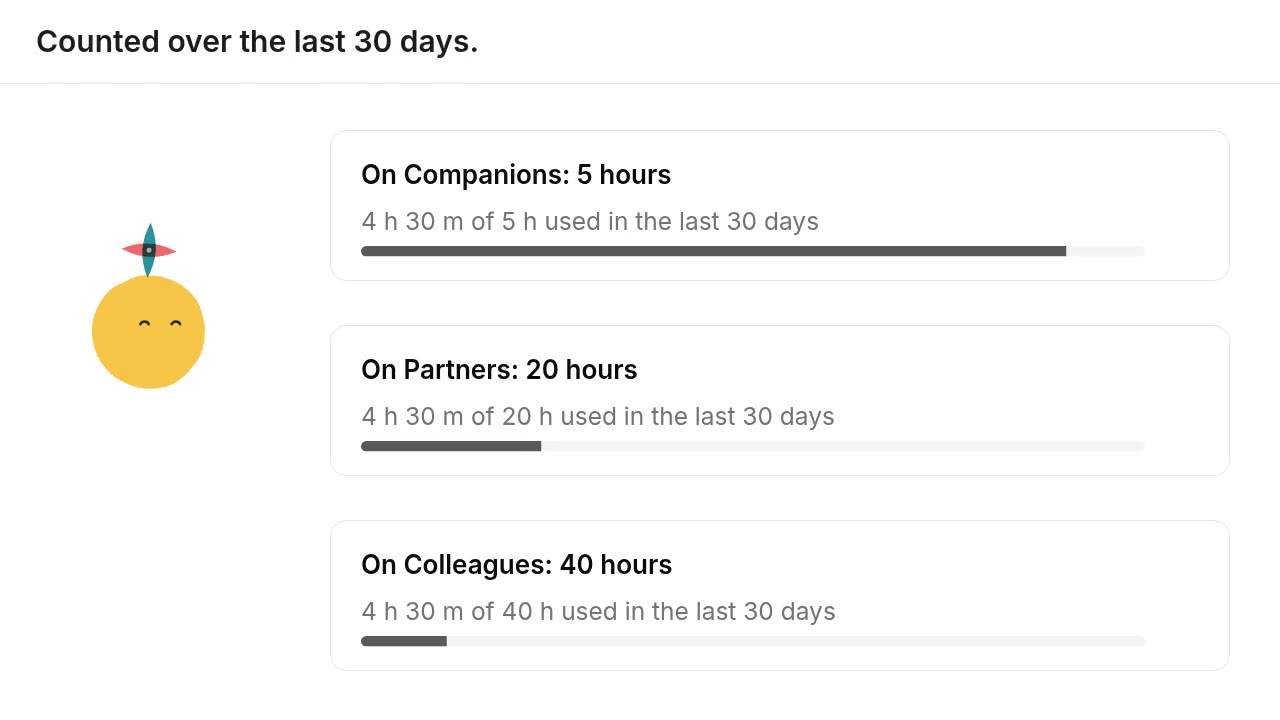 Counted over the last 30 days.
On Companions: 5 hours
4 h 30 m of 5 h used in the last 30 days
On Partners: 20 hours
4 h 30 m of 20 h used in the last 30 days
On Colleagues: 40 hours
4 h 30 m of 40 h used in the last 30 days